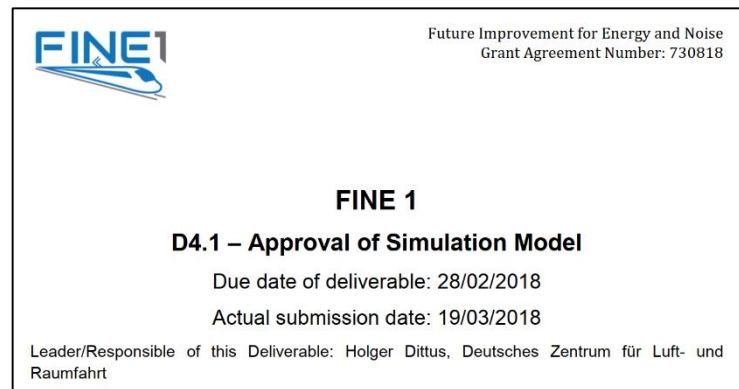 FINE1
Future Improvement for Energy and Noise
Grant Agreement Number: 730818
FINE 1
D4.1 – Approval of Simulation Model
Due date of deliverable: 28/02/2018
Actual submission date: 19/03/2018
Leader/Responsible of this Deliverable: Holger Dittus, Deutsches Zentrum für Luft- und
Raumfahrt